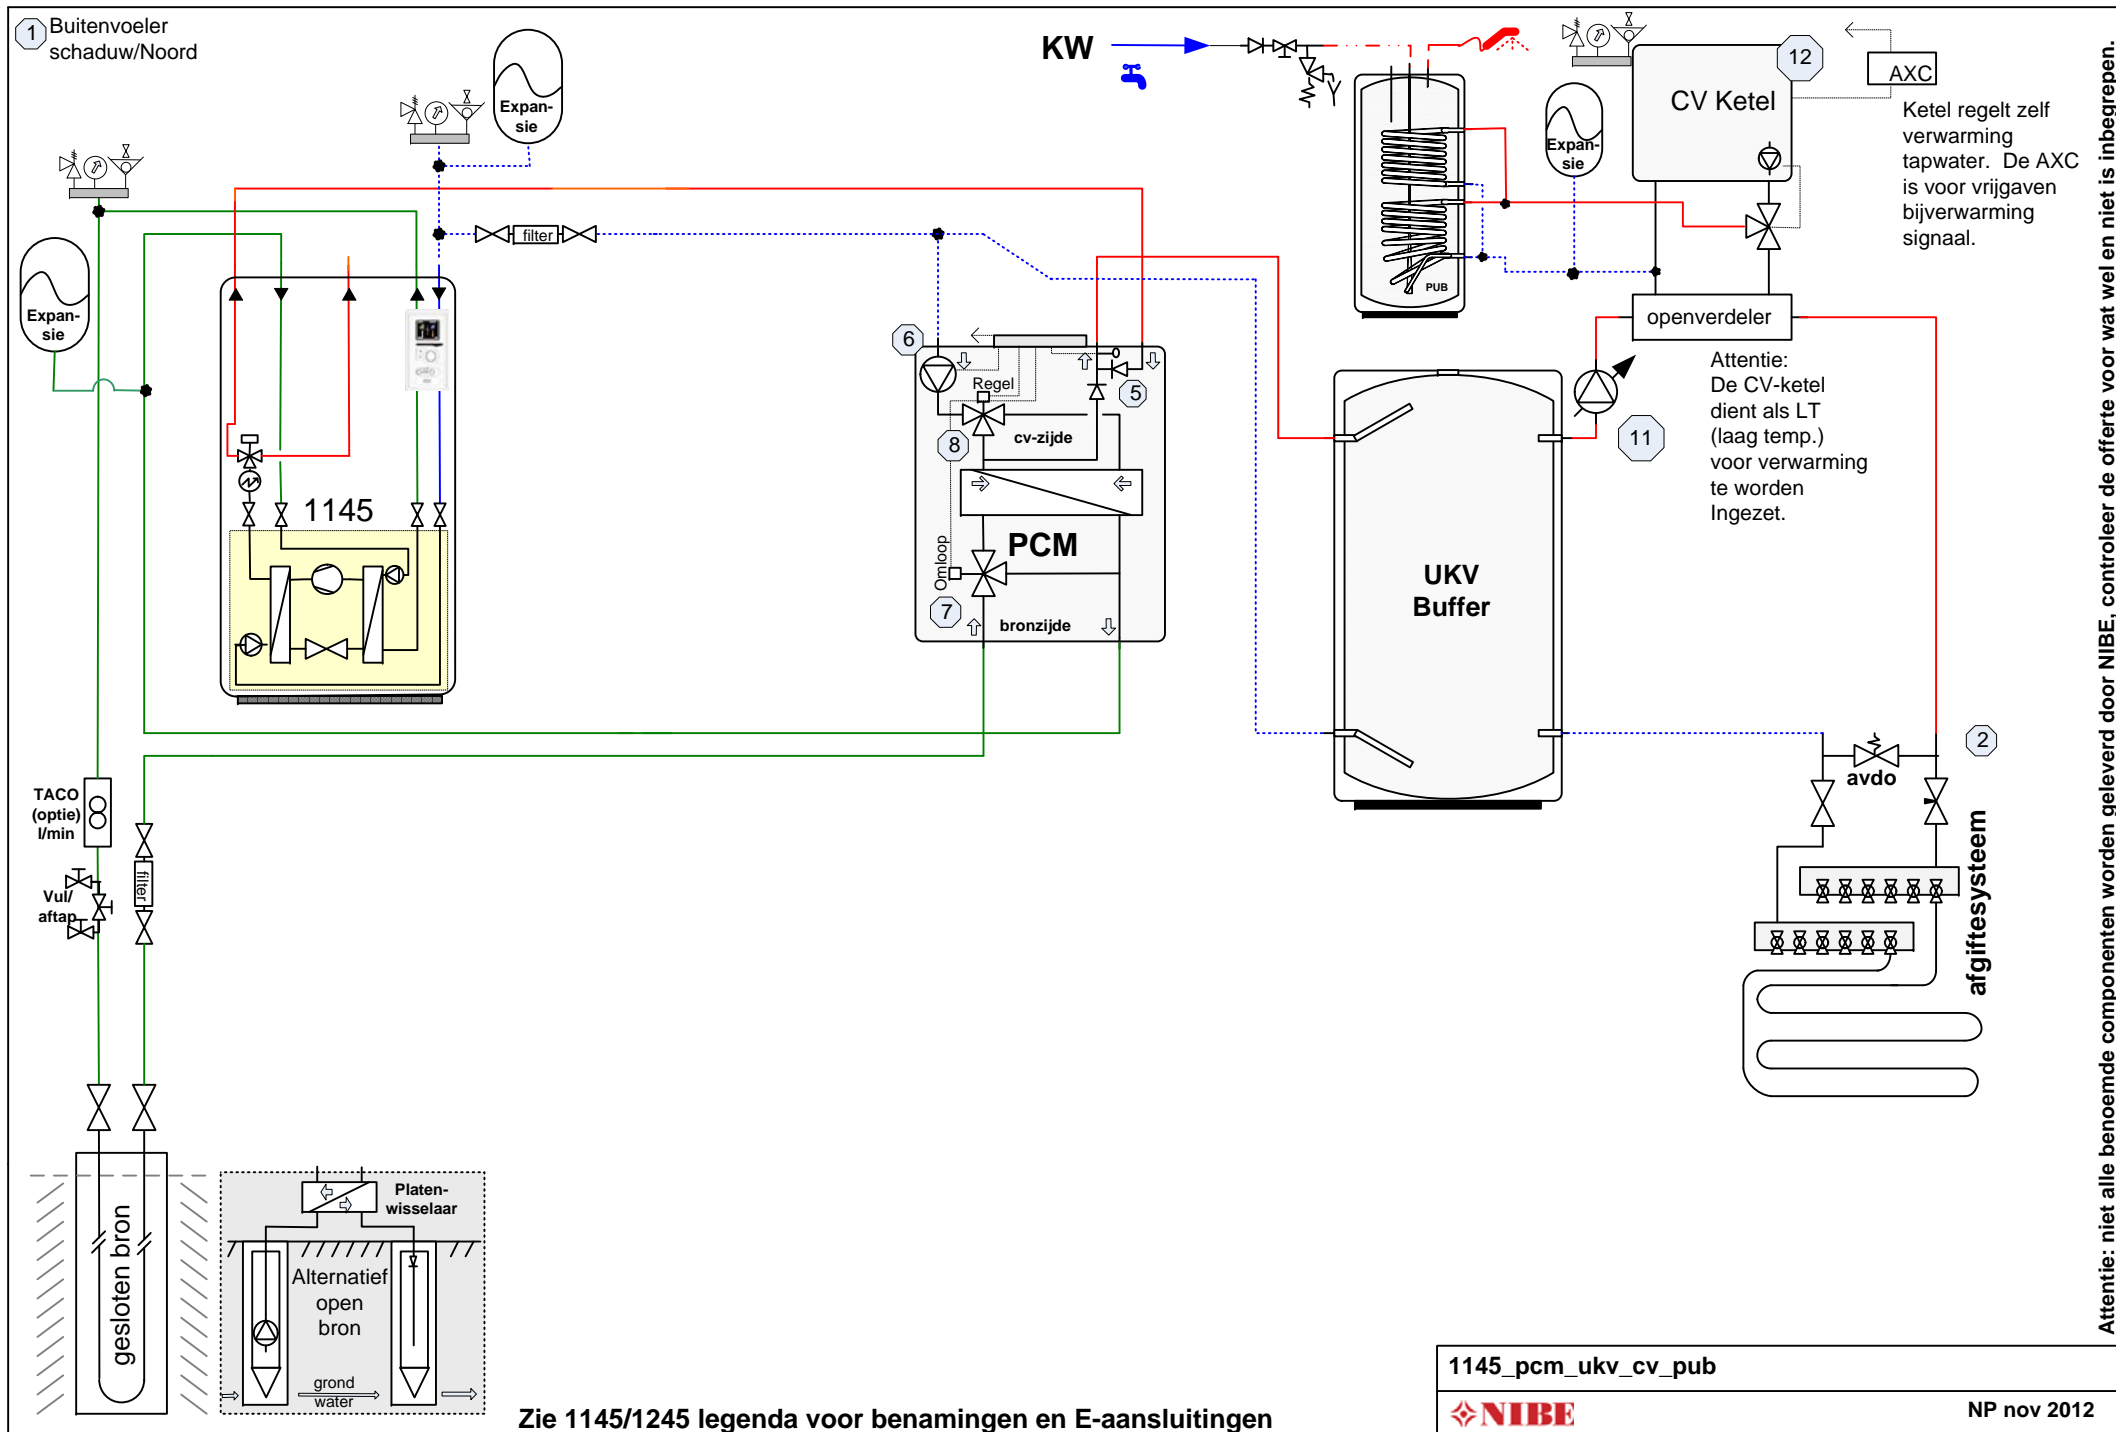 1
Buitenvoeler
schaduw/Noord
Expan-
sie
KW
12
AXC
CV Ketel
Ketel regelt zelf
verwarming
tapwater. De AXC
is voor vrijgaven
bijverwarming
signaal.
Expan-
sie
PUB
filter
Expan-
sie
openverdeler
Attentie:
De CV-ketel
dient als LT
(laag temp.)
voor verwarming
te worden
Ingezet.
6
Regel
5
8
cv-zijde
11
1145
PCM
Omloop
7
bronzijde
UKV
Buffer
2
avdo
afgiftesysteem
TACO
(optie)
l/min
filter
Vul/
aftap
gesloten bron
Platen-
wisselaar
Alternatief
open
bron
grond
water
Zie 1145/1245 legenda voor benamingen en E-aansluitingen
1145_pcm_ukv_cv_pub
NIBE
NP nov 2012
Attentie: niet alle benoemde componenten worden geleverd door NIBE, controleer de offerte voor wat wel en niet is inbegrepen.